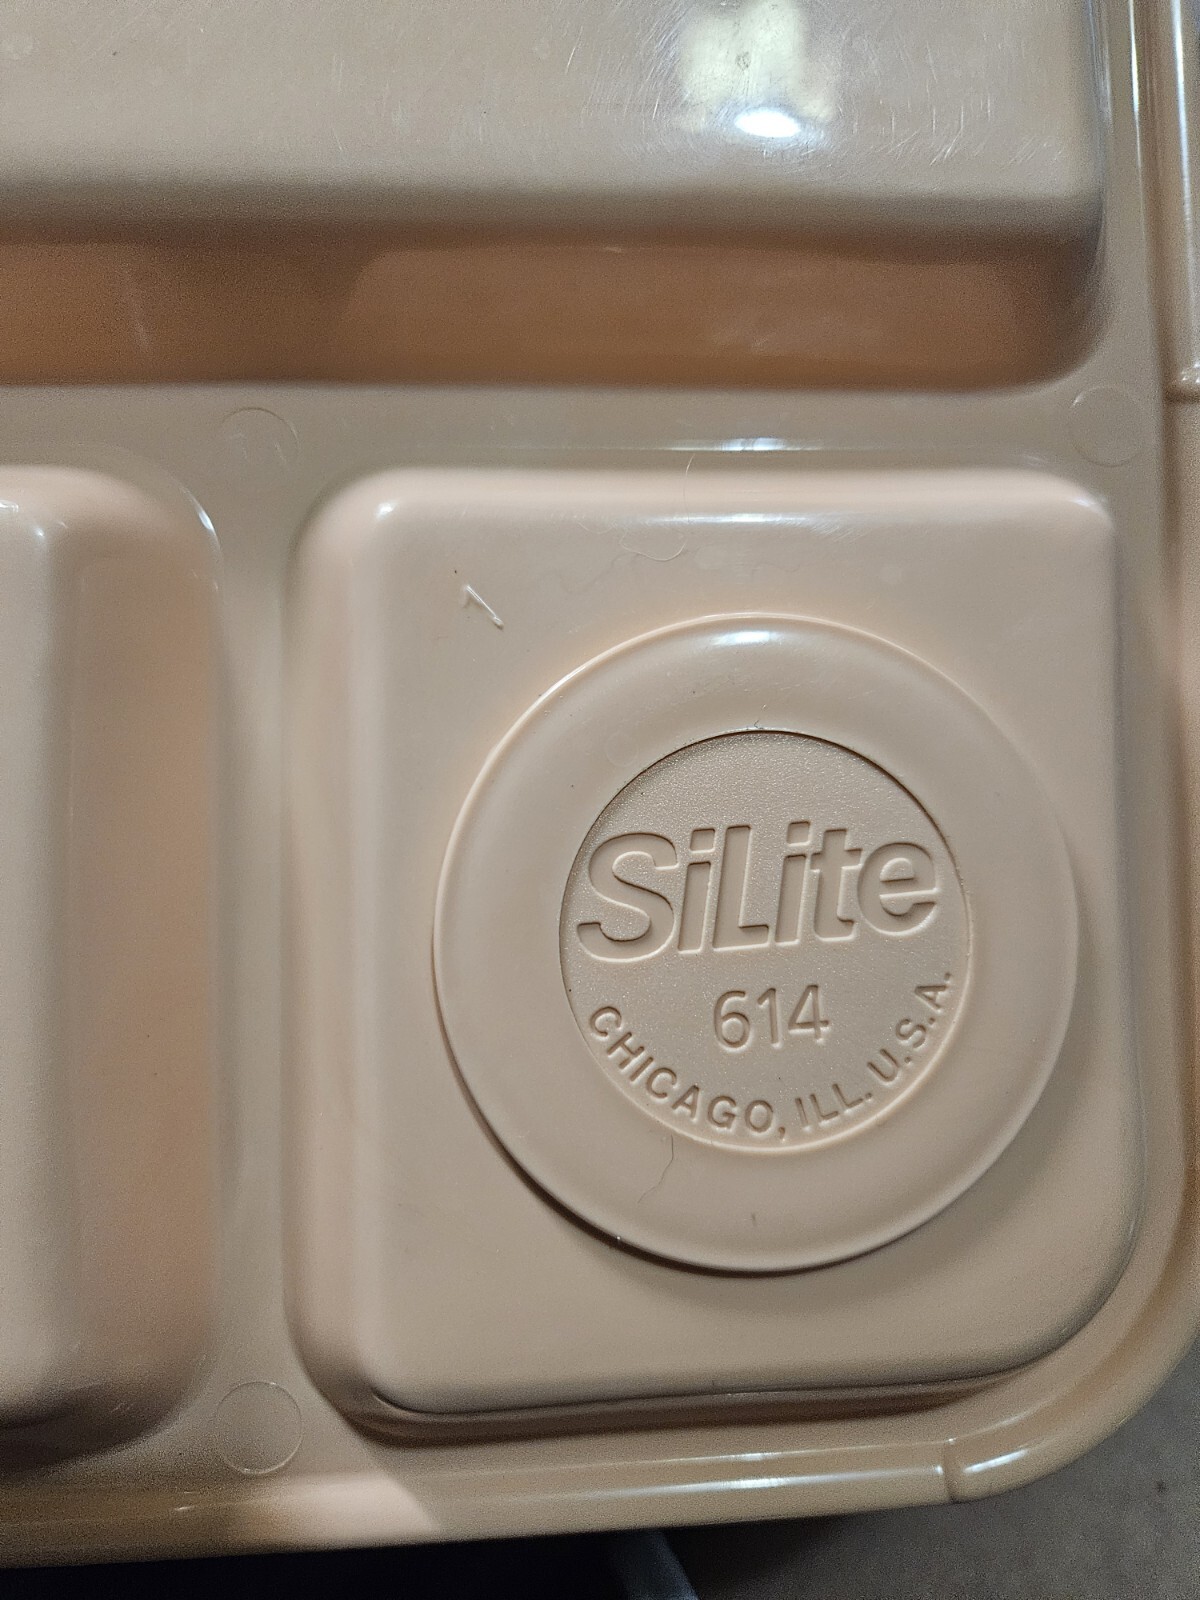 SiLite
614
CHICAGO, ILL. U.S.A.